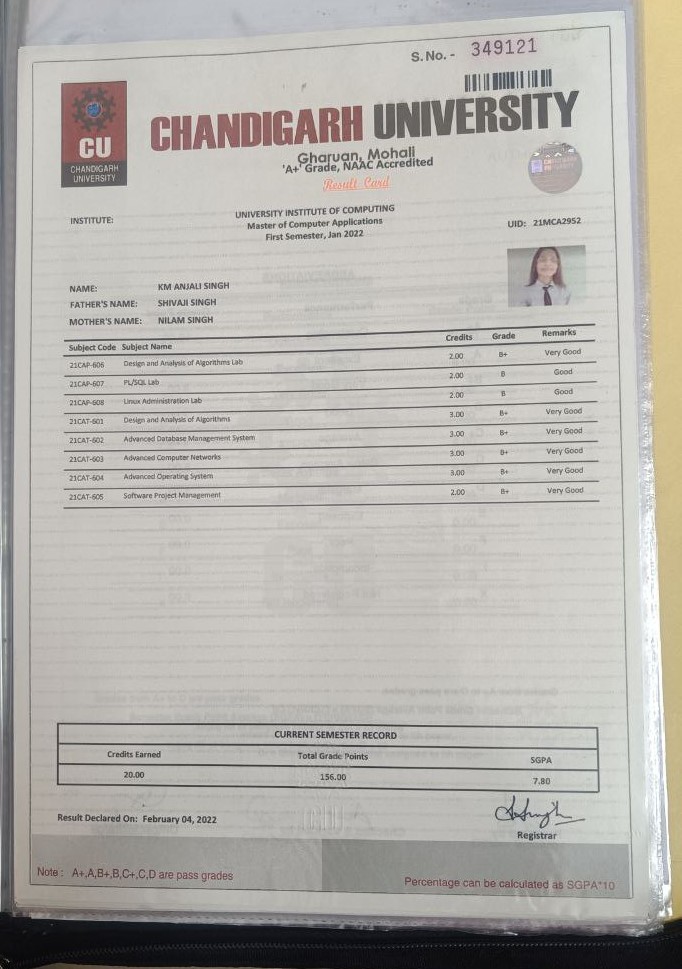 S. No. - 349121
CU
CHANDIGARH
UNIVERSITY
CHANDIGARH UNIVERSITY
Gharuan, Mohali
'A+' Grade, NAAC Accredited
Result Card
INSTITUTE:
UNIVERSITY INSTITUTE OF COMPUTING
Master of Computer Applications
First Semester, Jan 2022
UID: 21MCA2952
NAME: KM ANJALI SINGH
FATHER'S NAME: SHIVAJI SINGH
MOTHER'S NAME: NILAM SINGH
Subject Code Subject Name Credits Grade Remarks
21CAP-606 Design and Analysis of Algorithms Lab 2.00 B+ Very Good
21CAP-607 PL/SQL Lab 2.00 B Good
21CAP-608 Linux Administration Lab 2.00 B Good
21CAT-601 Design and Analysis of Algorithms 3.00 B+ Very Good
21CAT-602 Advanced Database Management System 3.00 B+ Very Good
21CAT-603 Advanced Computer Networks 3.00 B+ Very Good
21CAT-604 Advanced Operating System 3.00 B+ Very Good
21CAT-605 Software Project Management 2.00 B+ Very Good
CURRENT SEMESTER RECORD
Credits Earned Total Grade Points SGPA
20.00 156.00 7.80
Result Declared On: February 04, 2022
Registrar
Note : A+,A,B+,B,C+,C,D are pass grades
Percentage can be calculated as SGPA*10